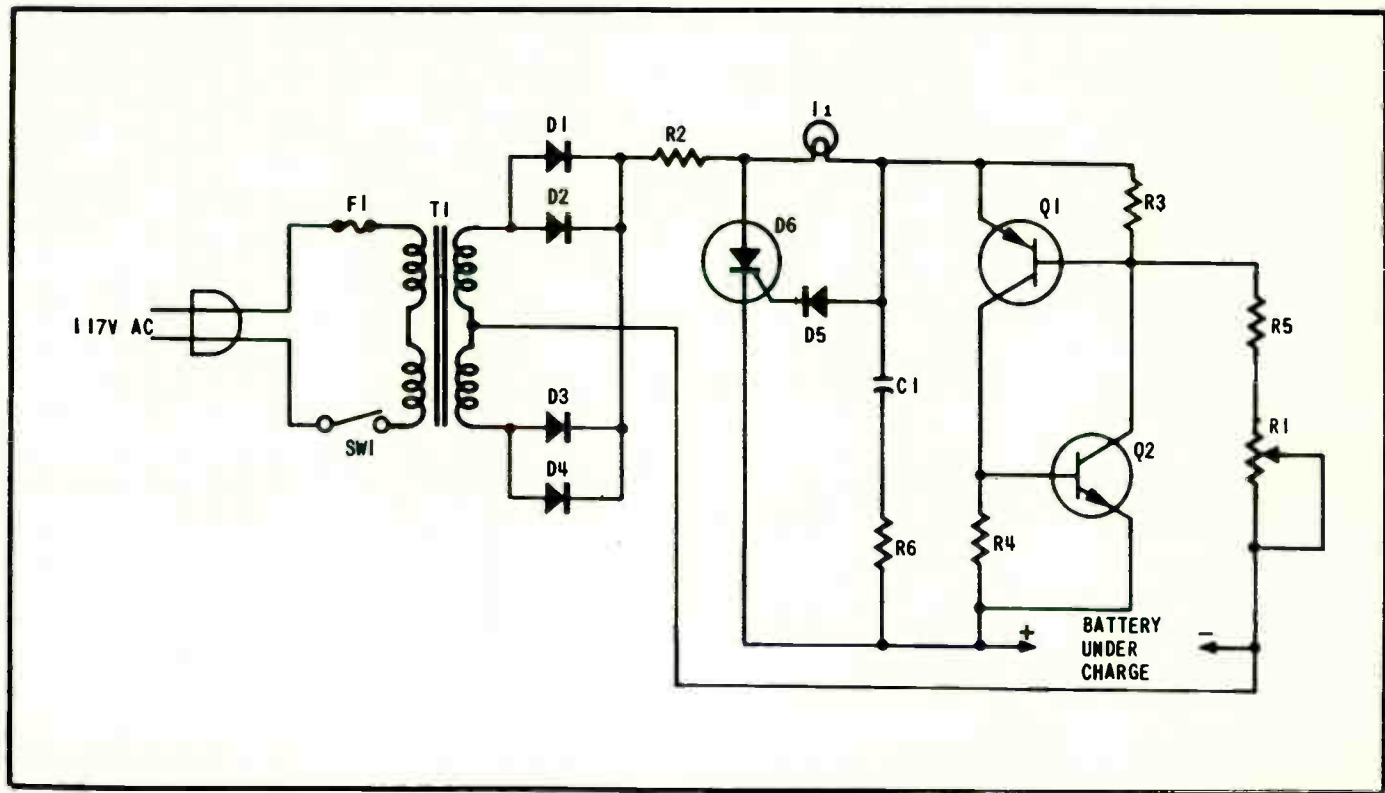 I1
D1
R2
D2
F1
T1
Q1
R3
D6
117V AC
D5
R5
C1
D3
R1
SW1
Q2
D4
R6
R4
+
BATTERY
-
UNDER
CHARGE